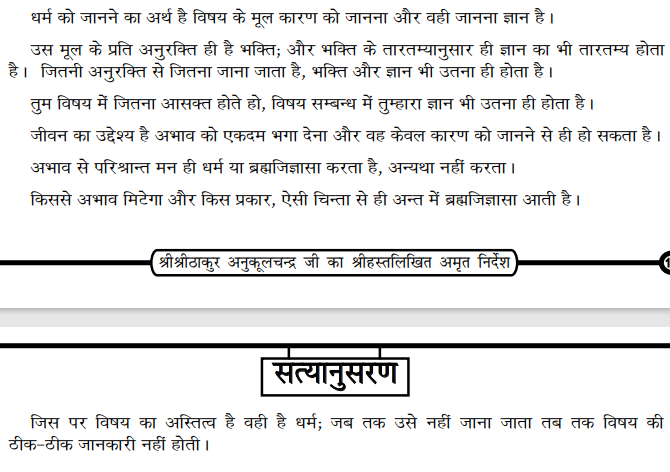 धर्म को जानने का अर्थ है विषय के मूल कारण को जानना और वही जानना ज्ञान है।
उस मूल के प्रति अनुरक्ति ही है भक्ति; और भक्ति के तारतम्यानुसार ही ज्ञान का भी तारतम्य होता
है। जितनी अनुरक्ति से जितना जाना जाता है, भक्ति और ज्ञान भी उतना ही होता है।
तुम विषय में जितना आसक्त होते हो, विषय सम्बन्ध में तुम्हारा ज्ञान भी उतना ही होता है।
जीवन का उद्देश्य है अभाव को एकदम भगा देना और वह केवल कारण को जानने से ही हो सकता है।
अभाव से परिश्रान्त मन ही धर्म या ब्रह्मजिज्ञासा करता है, अन्यथा नहीं करता।
किससे अभाव मिटेगा और किस प्रकार, ऐसी चिन्ता से ही अन्त में ब्रह्मजिज्ञासा आती है।
श्रीश्रीठाकुर अनुकूलचन्द्र जी का श्रीहस्तलिखित अमृत निर्देश
सत्यानुसरण
जिस पर विषय का अस्तित्व है वही है धर्म; जब तक उसे नहीं जाना जाता तब तक विषय की
ठीक-ठीक जानकारी नहीं होती।